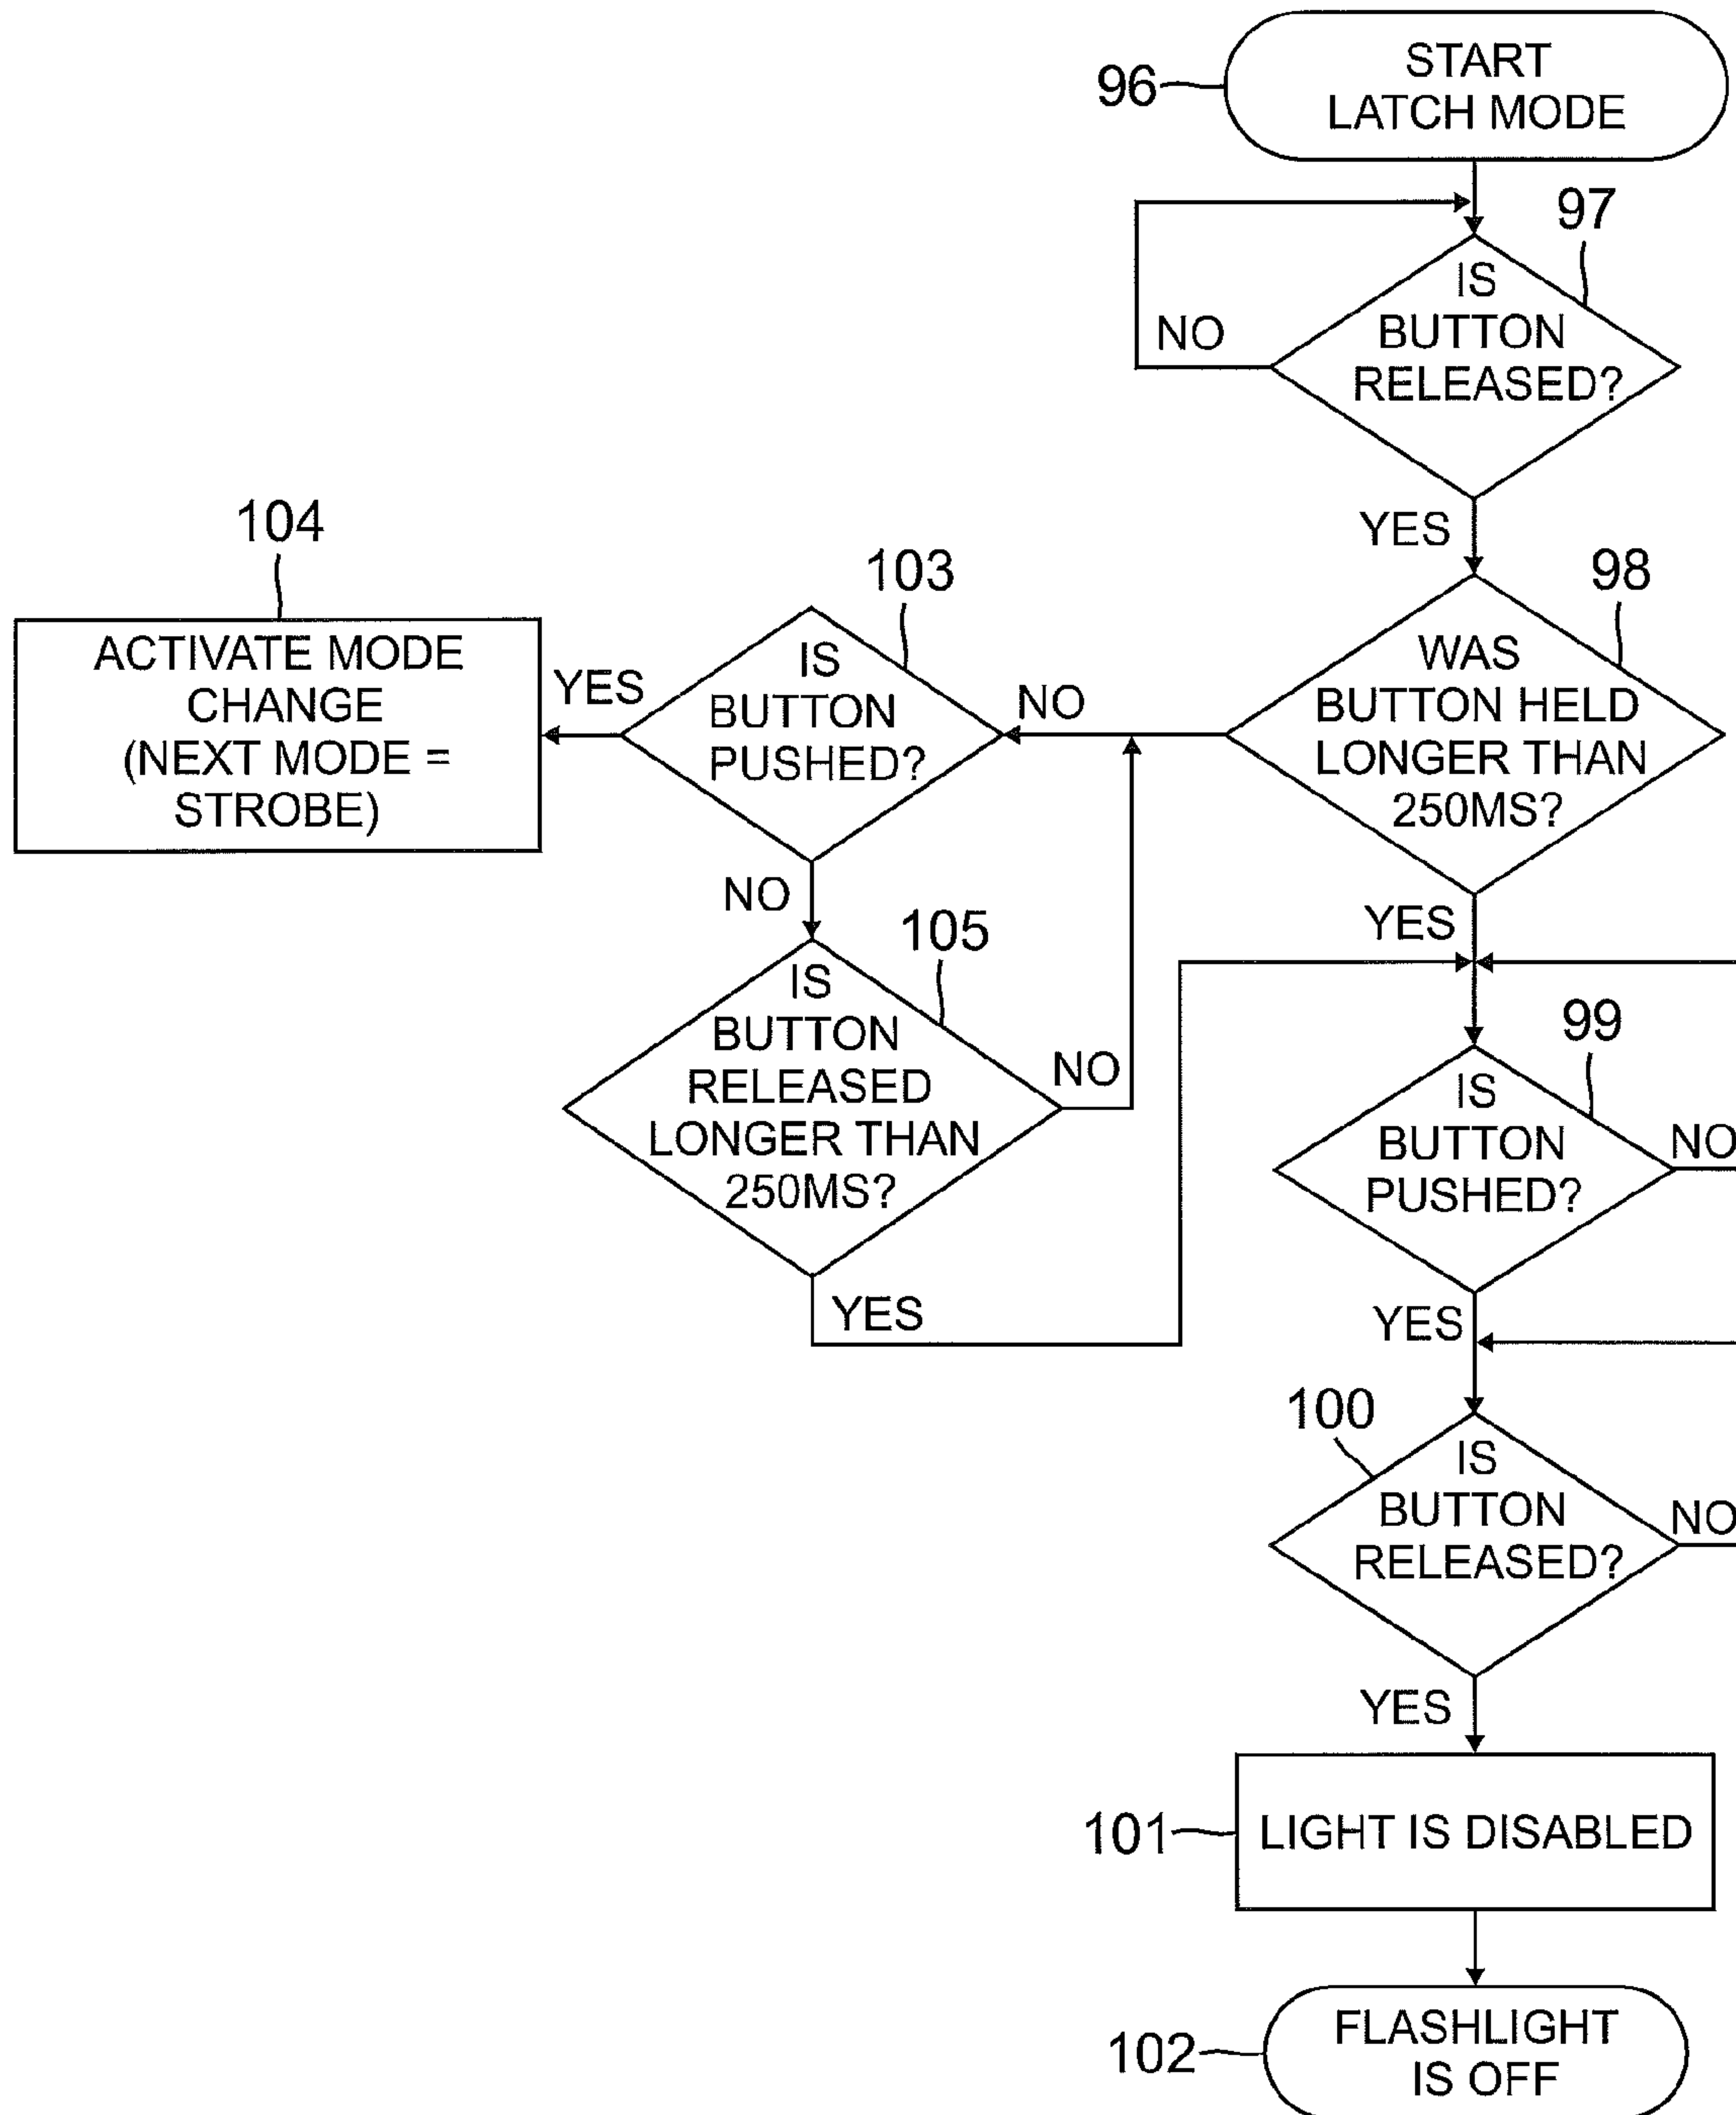 96
START
LATCH MODE
97
IS
BUTTON
RELEASED?
NO
YES
98
WAS
BUTTON HELD
LONGER THAN
250MS?
NO
YES
103
IS
BUTTON
PUSHED?
YES
NO
104
ACTIVATE MODE
CHANGE
(NEXT MODE =
STROBE)
105
IS
BUTTON
RELEASED
LONGER THAN
250MS?
NO
YES
99
IS
BUTTON
PUSHED?
NO
YES
100
IS
BUTTON
RELEASED?
NO
YES
101
LIGHT IS DISABLED
102
FLASHLIGHT
IS OFF